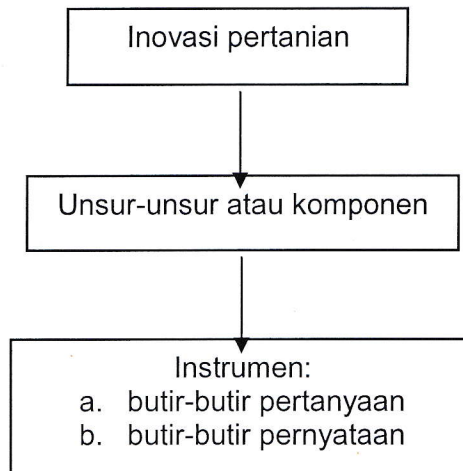 Inovasi pertanian
Unsur-unsur atau komponen
Instrumen:
a. butir-butir pertanyaan
b. butir-butir pernyataan